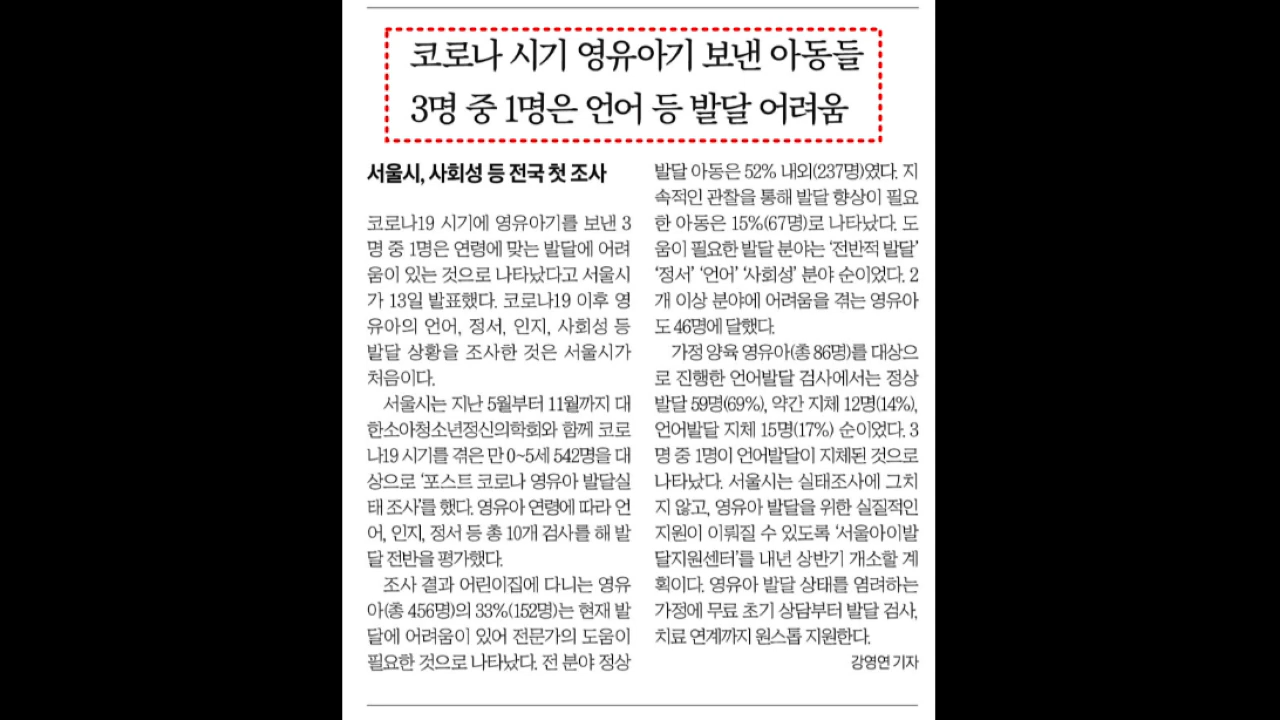 코로나 시기 영유아기 보낸 아동들
3명 중 1명은 언어 등 발달 어려움
서울시, 사회성 등 전국 첫 조사
코로나19 시기에 영유아기를 보낸 3
명 중 1명은 연령에 맞는 발달에 어려
움이 있는 것으로 나타났다고 서울시
가 13일 발표했다. 코로나19 이후 영
유아의 언어, 정서, 인지, 사회성 등
발달 상황을 조사한 것은 서울시가
처음이다.
서울시는 지난 5월부터 11월까지 대
한소아청소년정신의학회와 함께 코로
나19 시기를 겪은 만 0~5세 542명을 대
상으로 ‘포스트 코로나 영유아 발달실
태 조사’를 했다. 영유아 연령에 따라 언
어, 인지, 정서 등 총 10개 검사를 해 발
달 전반을 평가했다.
조사 결과 어린이집에 다니는 영유
아(총 456명)의 33%(152명)는 현재 발
달에 어려움이 있어 전문가의 도움이
필요한 것으로 나타났다. 전 분야 정상
발달 아동은 52% 내외(237명)였다. 지
속적인 관찰을 통해 발달 향상이 필요
한 아동은 15%(67명)로 나타났다. 도
움이 필요한 발달 분야는 ‘전반적 발달’
‘정서’ ‘언어’ ‘사회성’ 분야 순이었다. 2
개 이상 분야에 어려움을 겪는 영유아
도 46명에 달했다.
가정 양육 영유아(총 86명)를 대상으
로 진행한 언어발달 검사에서는 정상
발달 59명(69%), 약간 지체 12명(14%),
언어발달 지체 15명(17%) 순이었다. 3
명 중 1명이 언어발달이 지체된 것으로
나타났다. 서울시는 실태조사에 그치
지 않고, 영유아 발달을 위한 실질적인
지원이 이뤄질 수 있도록 ‘서울아이발
달지원센터’를 내년 상반기 개소할 계
획이다. 영유아 발달 상태를 염려하는
가정에 무료 초기 상담부터 발달 검사,
치료 연계까지 원스톱 지원한다.
강영연 기자